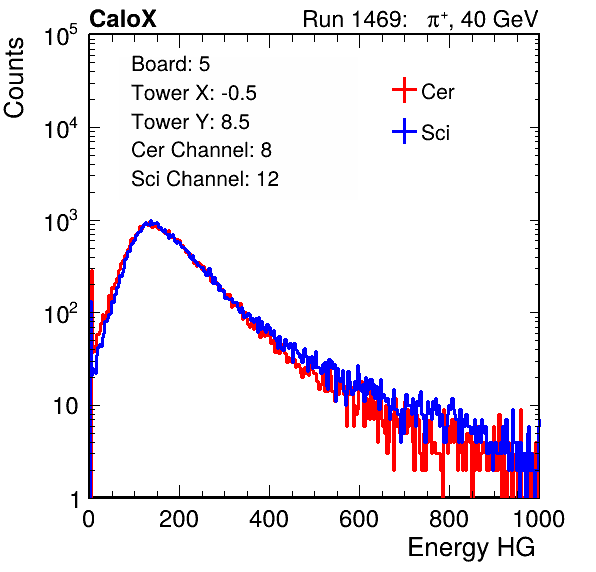 CaloX Run 1469: π⁺, 40 GeV
Counts
Board: 5
Tower X: -0.5
Tower Y: 8.5
Cer Channel: 8
Sci Channel: 12
Cer
Sci
10⁵
10⁴
10³
10²
10
1
0 200 400 600 800 1000
Energy HG